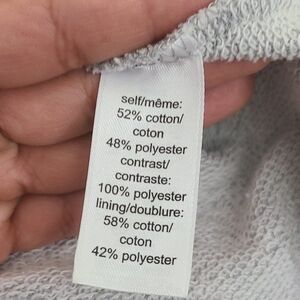 self/même:
52% cotton/
coton
48% polyester
contrast/
contraste:
100% polyester
lining/doublure:
58% cotton/
coton
42% polyester